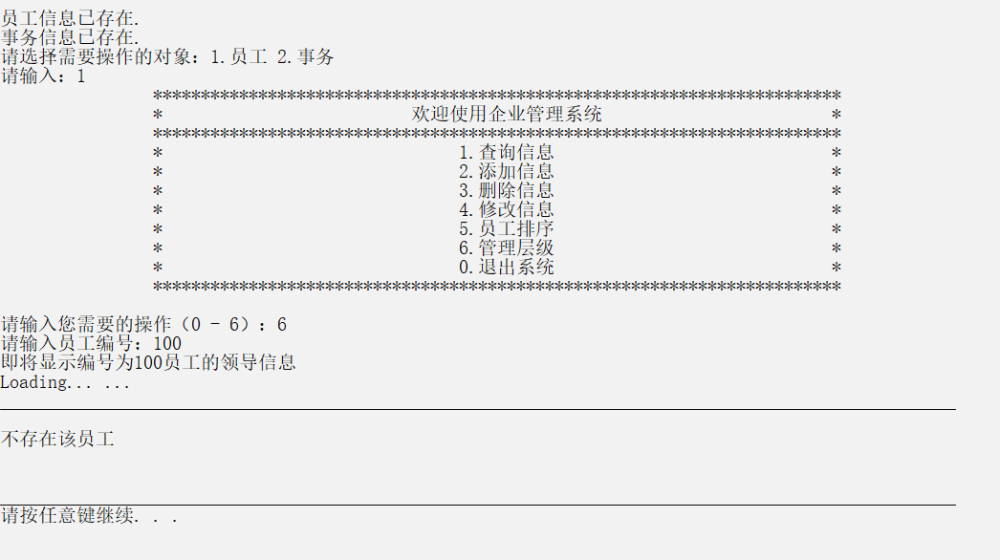 员工信息已存在.
事务信息已存在.
请选择需要操作的对象: 1.员工 2.事务
请输入: 1
************************************************************************
* 欢迎使用企业管理系统 *
************************************************************************
* 1.查询信息 *
* 2.添加信息 *
* 3.删除信息 *
* 4.修改信息 *
* 5.员工排序 *
* 6.管理层级 *
* 0.退出系统 *
************************************************************************
请输入您需要的操作（0 - 6）: 6
请输入员工编号: 100
即将显示编号为100员工的领导信息
Loading... ...
不存在该员工
请按任意键继续. . .